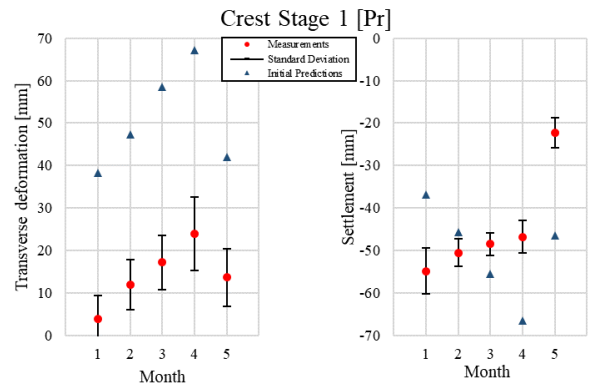 Crest Stage 1 [Pr]
Measurements
Standard Deviation
Initial Predictions
Transverse deformation [mm]
70
60
50
40
30
20
10
0
1 2 3 4 5
Month
Settlement [mm]
0
-10
-20
-30
-40
-50
-60
-70
1 2 3 4 5
Month